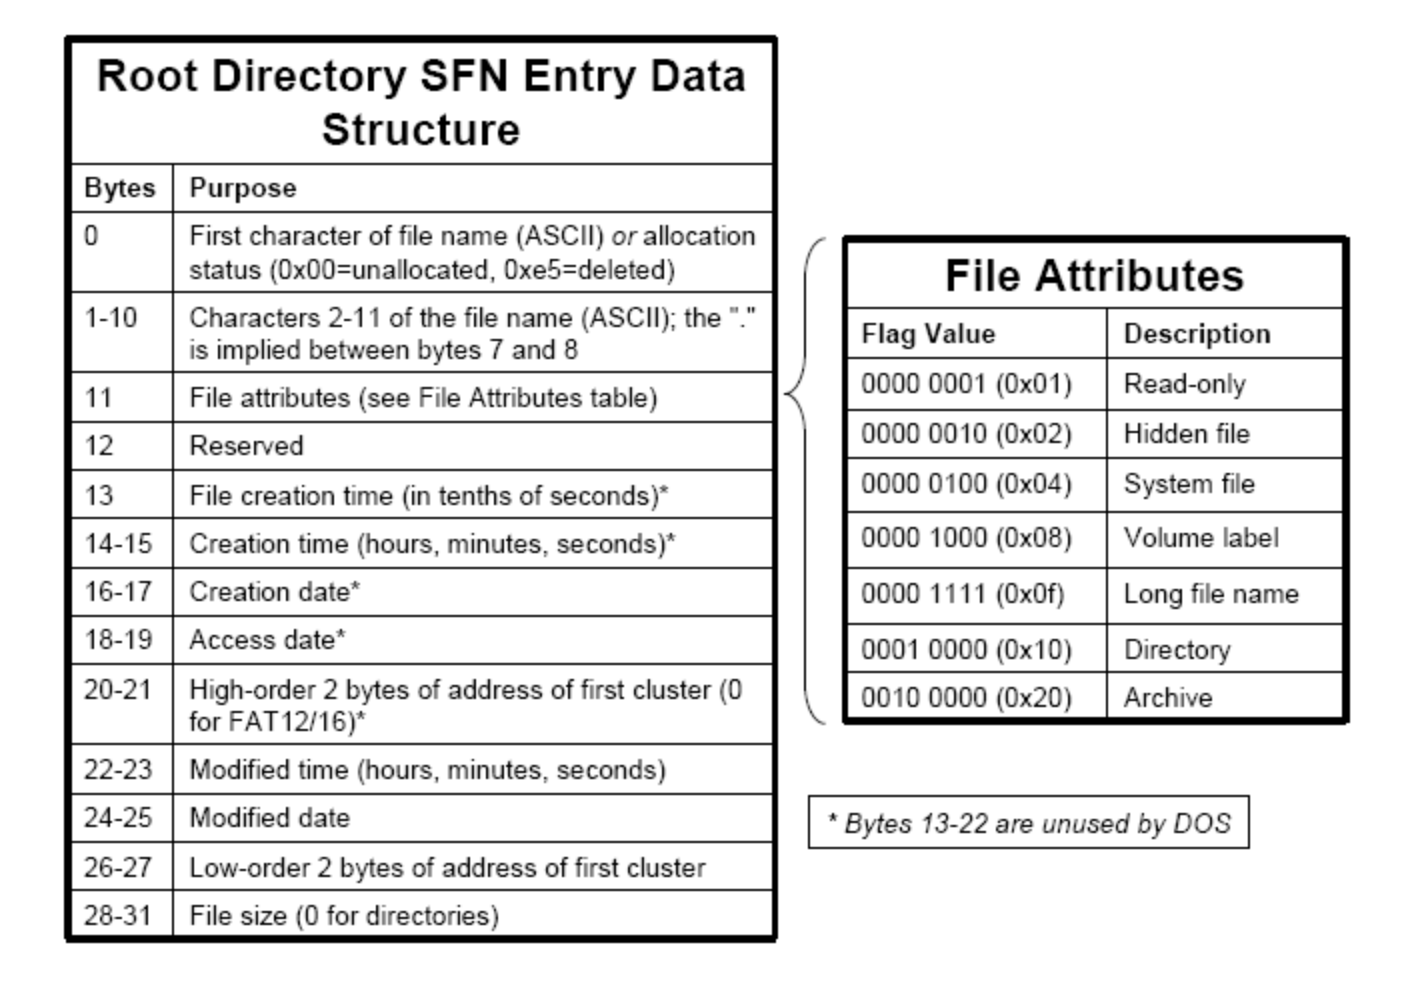 Root Directory SFN Entry Data
Structure
Bytes Purpose
0 First character of file name (ASCII) or allocation
status (0x00=unallocated, 0xe5=deleted)
1-10 Characters 2-11 of the file name (ASCII); the "."
is implied between bytes 7 and 8
11 File attributes (see File Attributes table)
12 Reserved
13 File creation time (in tenths of seconds)*
14-15 Creation time (hours, minutes, seconds)*
16-17 Creation date*
18-19 Access date*
20-21 High-order 2 bytes of address of first cluster (0
for FAT12/16)*
22-23 Modified time (hours, minutes, seconds)
24-25 Modified date
26-27 Low-order 2 bytes of address of first cluster
28-31 File size (0 for directories)
File Attributes
Flag Value Description
0000 0001 (0x01) Read-only
0000 0010 (0x02) Hidden file
0000 0100 (0x04) System file
0000 1000 (0x08) Volume label
0000 1111 (0x0f) Long file name
0001 0000 (0x10) Directory
0010 0000 (0x20) Archive
* Bytes 13-22 are unused by DOS